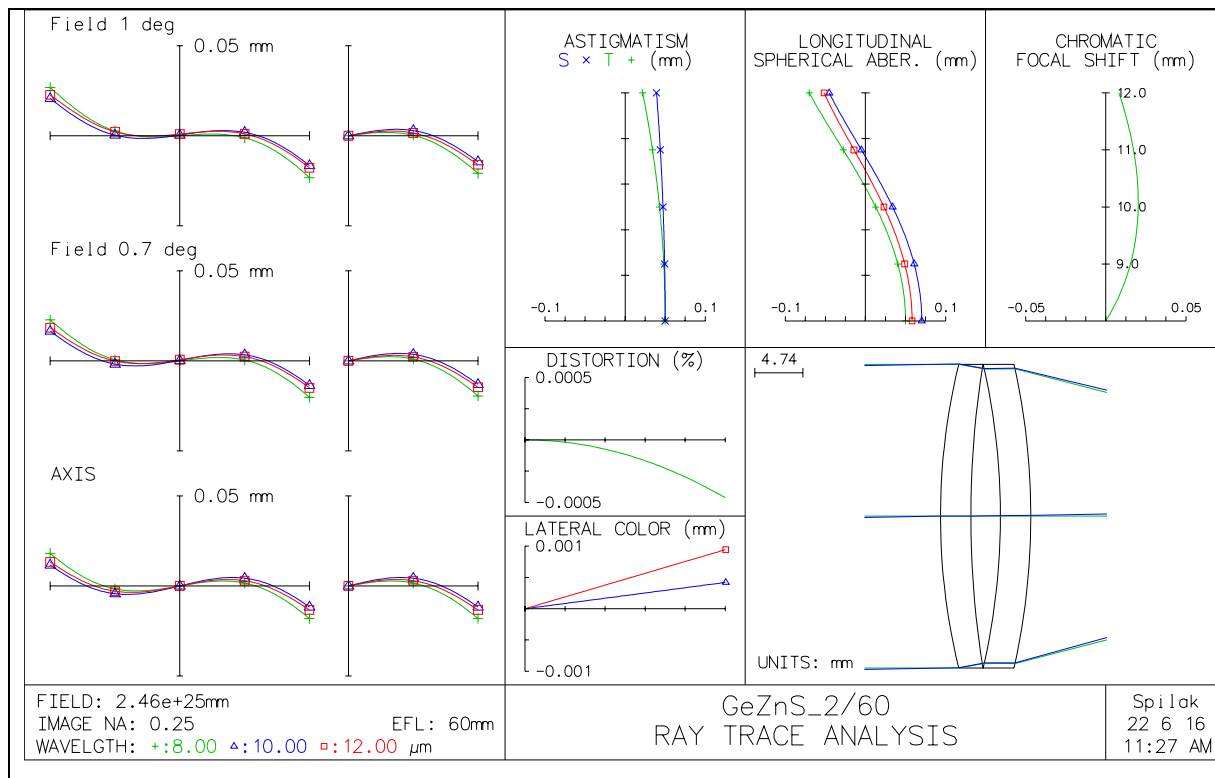 Field 1 deg
0.05 mm
Field 0.7 deg
0.05 mm
AXIS
0.05 mm
ASTIGMATISM
S × T + (mm)
-0.1
0.1
LONGITUDINAL
SPHERICAL ABER. (mm)
-0.1
0.1
CHROMATIC
FOCAL SHIFT (mm)
12.0
11.0
10.0
9.0
-0.05
0.05
DISTORTION (%)
0.0005
-0.0005
LATERAL COLOR (mm)
0.001
-0.001
4.74
UNITS: mm
FIELD: 2.46e+25mm
IMAGE NA: 0.25 EFL: 60mm
WAVELGTH: +:8.00 △:10.00 □:12.00 µm
GeZnS_2/60
RAY TRACE ANALYSIS
Spilak
22 6 16
11:27 AM